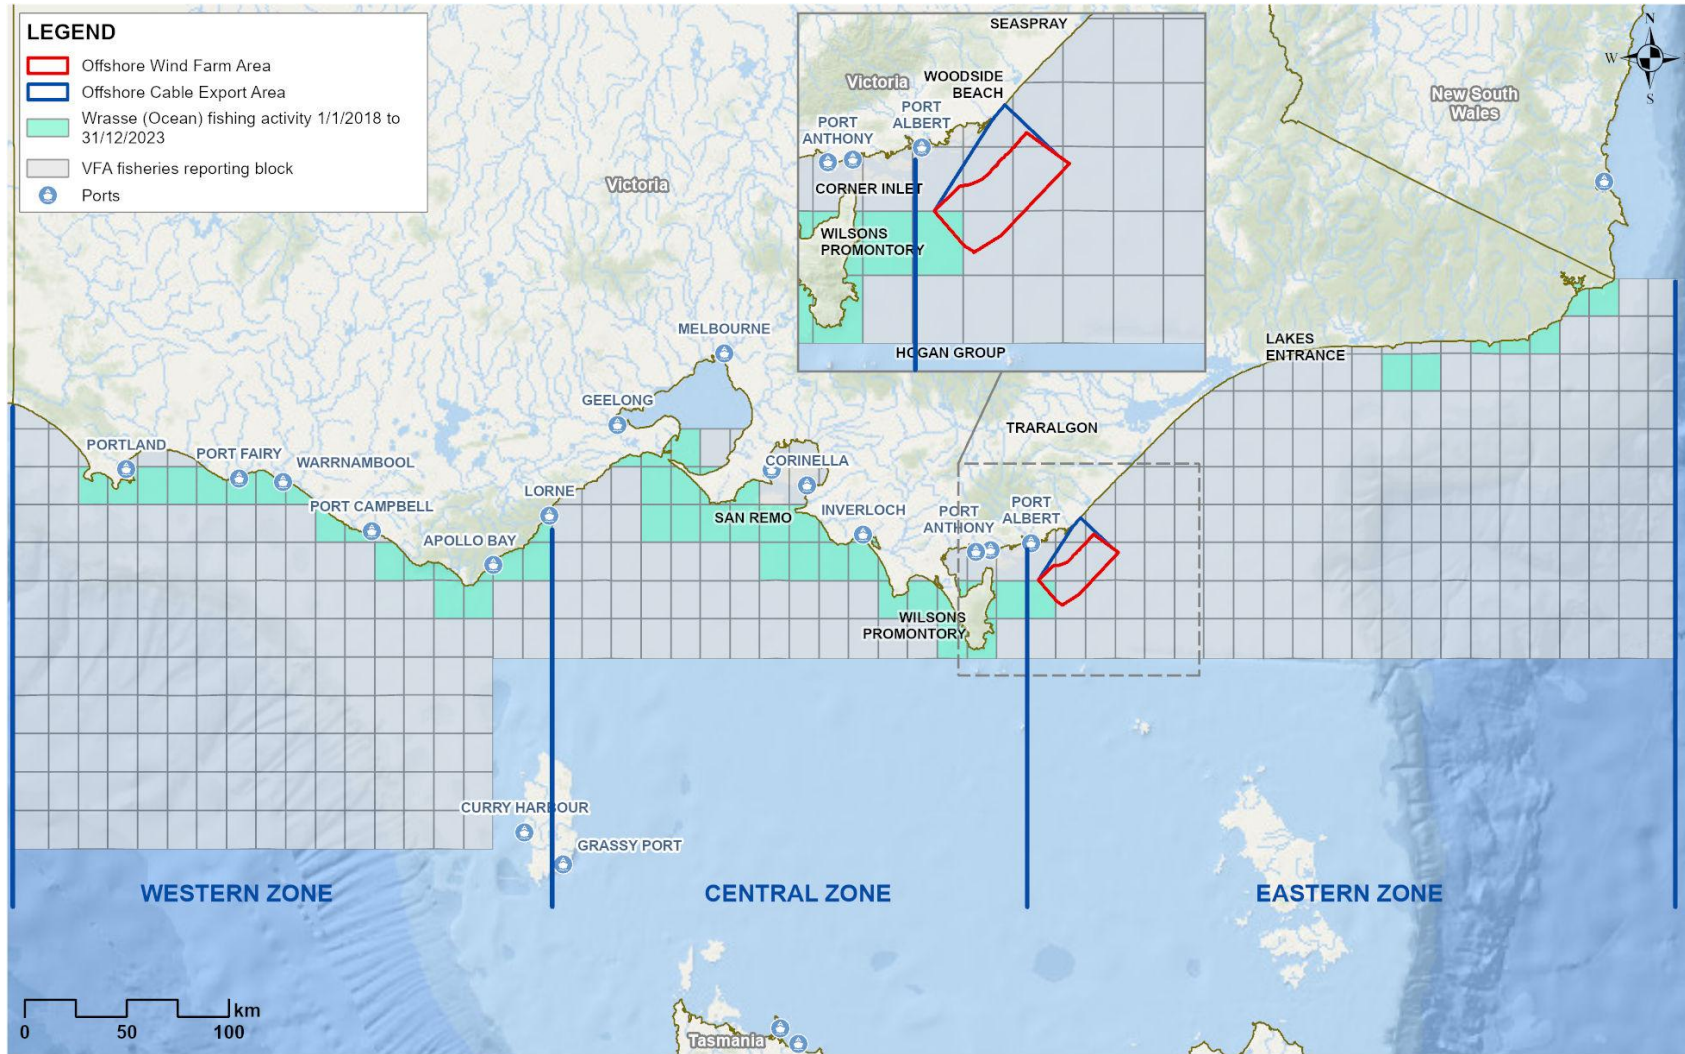 LEGEND
Offshore Wind Farm Area
Offshore Cable Export Area
Wrasse (Ocean) fishing activity 1/1/2018 to
31/12/2023
VFA fisheries reporting block
Ports
SEASPRAY
Victoria
WOODSIDE
BEACH
PORT
ALBERT
PORT
ANTHONY
CORNER INLET
WILSONS
PROMONTORY
HOGAN GROUP
N
W
S
New South
Wales
Victoria
MELBOURNE
GEELONG
LAKES
ENTRANCE
TRARALGON
PORTLAND
PORT FAIRY
WARRNAMBOOL
PORT CAMPBELL
LORNE
APOLLO BAY
CORINELLA
SAN REMO
INVERLOCH
PORT
ANTHONY
PORT
ALBERT
WILSONS
PROMONTORY
CURRY HARBOUR
GRASSY PORT
WESTERN ZONE
CENTRAL ZONE
EASTERN ZONE
km
0 50 100
Tasmania